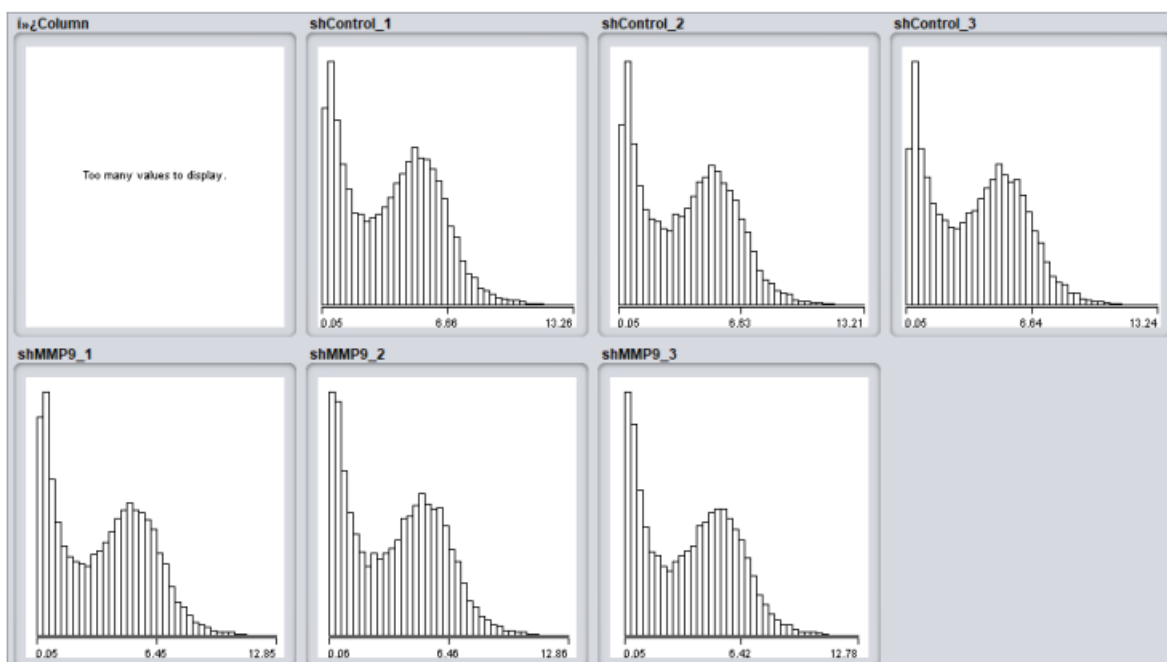 ï»¿Column
shControl_1
shControl_2
shControl_3
Too many values to display.
0.05 6.66 13.26
0.05 6.63 13.21
0.05 6.64 13.24
shMMP9_1
shMMP9_2
shMMP9_3
0.05 6.45 12.85
0.06 6.46 12.86
0.05 6.42 12.78